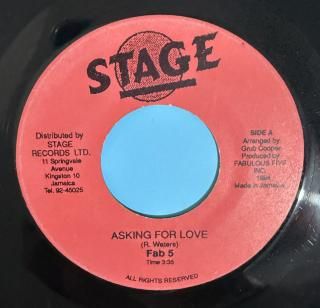 STAGE
Distributed by
STAGE
RECORDS LTD.
11 Springvale
Avenue
Kingston 10
Jamaica
Tel. 92-45025
SIDE A
Arranged by
Grub Cooper
Produced by
FABULOUS FIVE
INC.
1994
Made in Jamaica
ASKING FOR LOVE
(R. Waters)
Fab 5
Time 3:35
ALL RIGHTS RESERVED